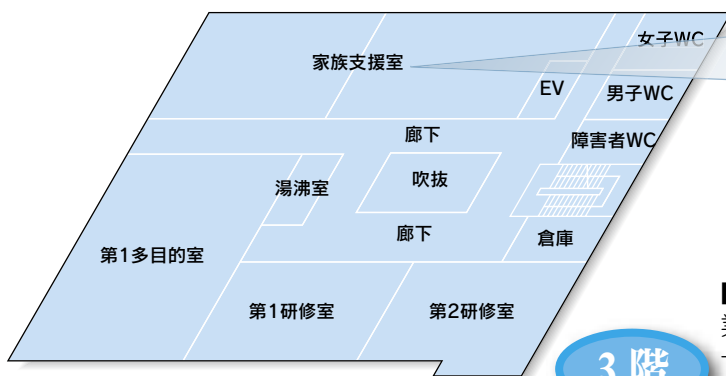 女子WC
家族支援室
EV
男子WC
廊下
障害者WC
湯沸室
吹抜
廊下
倉庫
第1多目的室
第1研修室
第2研修室
3階